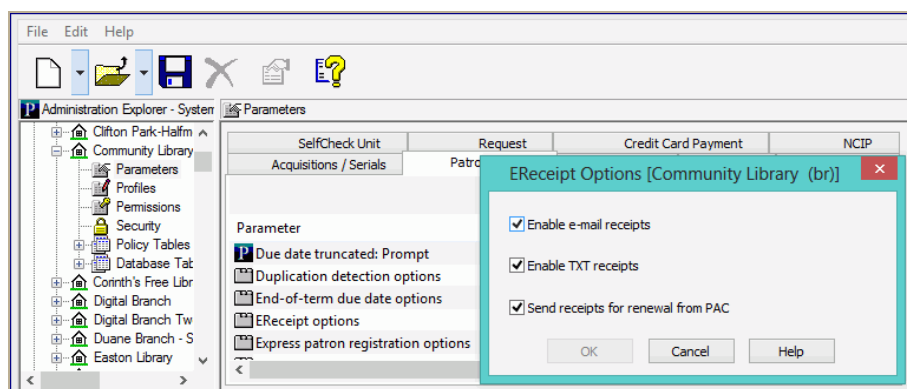 File Edit Help
Administration Explorer - System
Parameters
Clifton Park-Halfm
Community Library
Parameters
Profiles
Permissions
Security
Policy Tables
Database Tab
Corinth's Free Libr
Digital Branch
Digital Branch Tw
Duane Branch - S
Easton Library
SelfCheck Unit Request Credit Card Payment NCIP
Acquisitions / Serials Patro
Parameter
Due date truncated: Prompt
Duplication detection options
End-of-term due date options
EReceipt options
Express patron registration options
EReceipt Options [Community Library (br)]
Enable e-mail receipts
Enable TXT receipts
Send receipts for renewal from PAC
OK Cancel Help